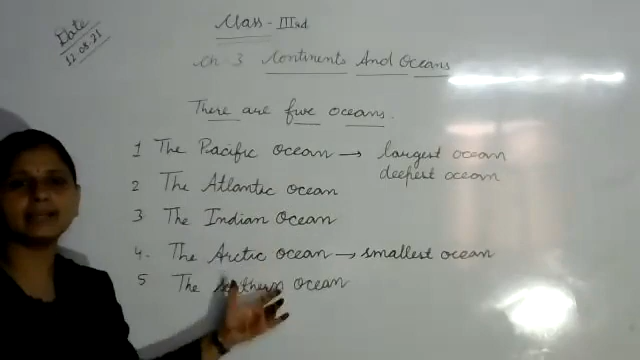 Date
12.08.21
Class - IIIrd
Ch 3 Continents And Oceans
There are five oceans.
1 The Pacific Ocean → largest ocean
deepest ocean
2 The Atlantic Ocean
3 The Indian Ocean
4. The Arctic Ocean → smallest ocean
5 The Southern Ocean